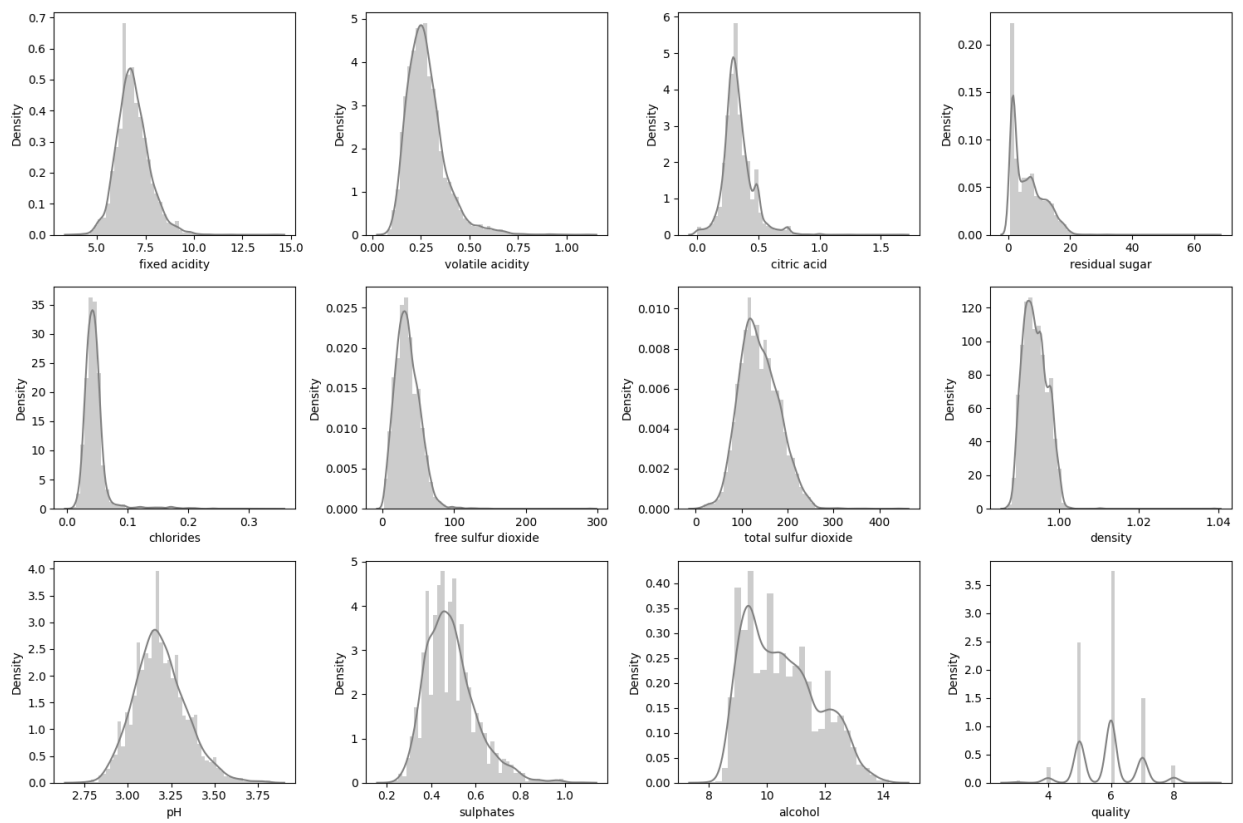 0.7
0.6
0.5
0.4
0.3
0.2
0.1
0.0
Density
5.0 7.5 10.0 12.5 15.0
fixed acidity
5
4
3
2
1
0
Density
0.00 0.25 0.50 0.75 1.00
volatile acidity
6
5
4
3
2
1
0
Density
0.0 0.5 1.0 1.5
citric acid
0.20
0.15
0.10
0.05
0.00
Density
0 20 40 60
residual sugar
35
30
25
20
15
10
5
0
Density
0.0 0.1 0.2 0.3
chlorides
0.025
0.020
0.015
0.010
0.005
0.000
Density
0 100 200 300
free sulfur dioxide
0.010
0.008
0.006
0.004
0.002
0.000
Density
0 100 200 300 400
total sulfur dioxide
120
100
80
60
40
20
0
Density
1.00 1.02 1.04
density
4.0
3.5
3.0
2.5
2.0
1.5
1.0
0.5
0.0
Density
2.75 3.00 3.25 3.50 3.75
pH
5
4
3
2
1
0
Density
0.2 0.4 0.6 0.8 1.0
sulphates
0.40
0.35
0.30
0.25
0.20
0.15
0.10
0.05
0.00
Density
8 10 12 14
alcohol
3.5
3.0
2.5
2.0
1.5
1.0
0.5
0.0
Density
4 6 8
quality